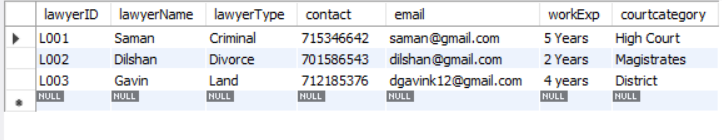 lawyerID lawyerName lawyerType contact email workExp courtcategory
L001 Saman Criminal 715346642 saman@gmail.com 5 Years High Court
L002 Dilshan Divorce 701586543 dilshan@gmail.com 2 Years Magistrates
L003 Gavin Land 712185376 dgavink12@gmail.com 4 years District
NULL NULL NULL NULL NULL NULL NULL